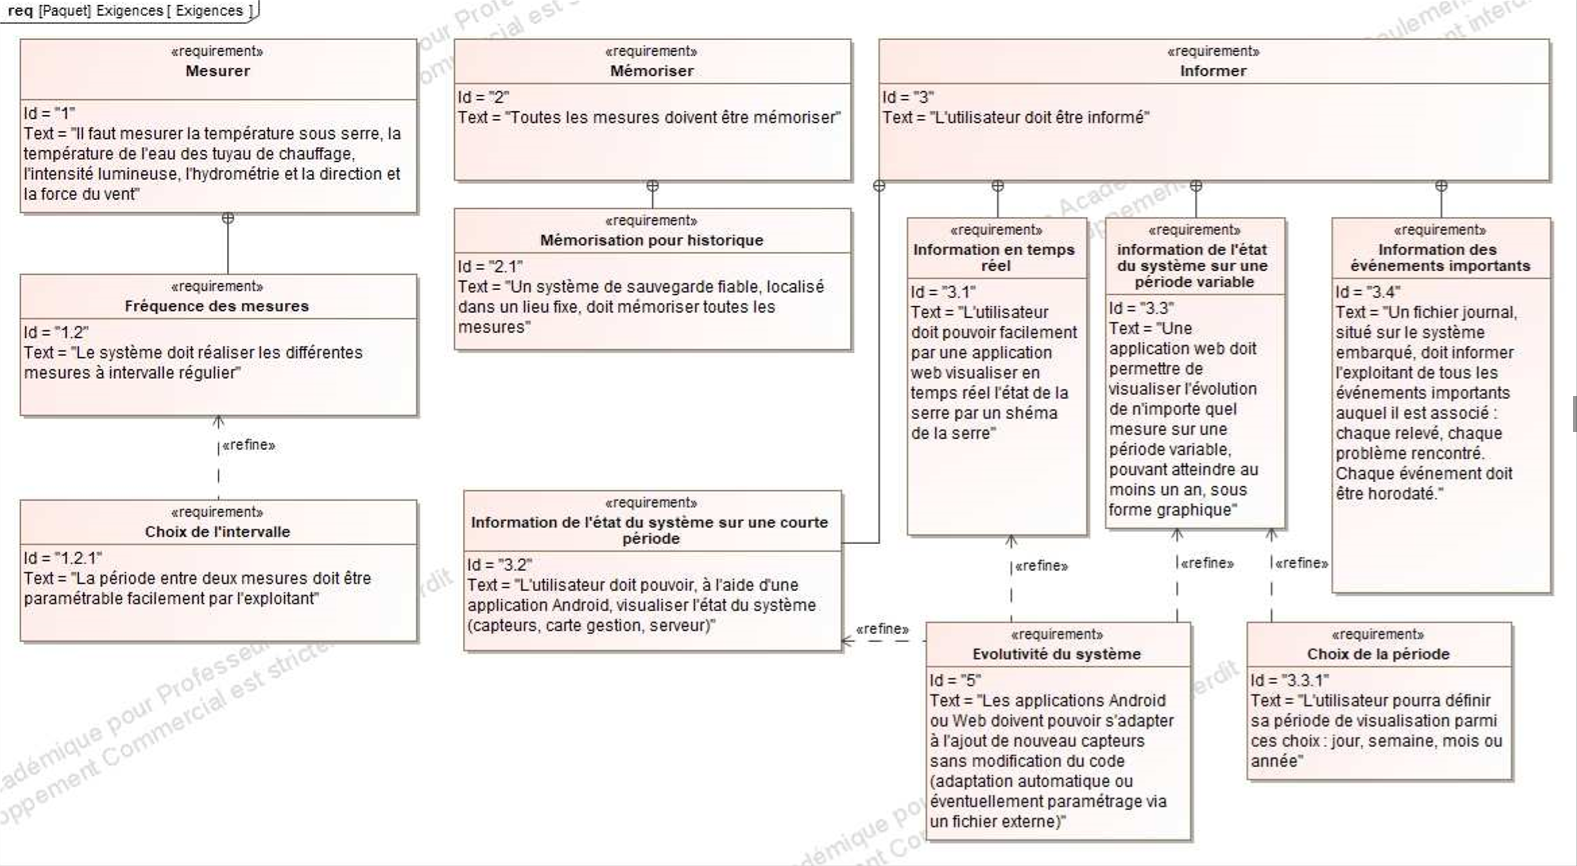 req [Paquet] Exigences [ Exigences ]
«requirement»
Mesurer
Id = "1"
Text = "Il faut mesurer la température sous serre, la
température de l'eau des tuyau de chauffage,
l'intensité lumineuse, l'hydrométrie et la direction et
la force du vent"
«requirement»
Fréquence des mesures
Id = "1.2"
Text = "Le système doit réaliser les différentes
mesures à intervalle régulier"
«refine»
«requirement»
Choix de l'intervalle
Id = "1.2.1"
Text = "La période entre deux mesures doit être
paramétrable facilement par l'exploitant"
«requirement»
Mémoriser
Id = "2"
Text = "Toutes les mesures doivent être mémoriser"
«requirement»
Mémorisation pour historique
Id = "2.1"
Text = "Un système de sauvegarde fiable, localisé
dans un lieu fixe, doit mémoriser toutes les
mesures"
«requirement»
Informer
Id = "3"
Text = "L'utilisateur doit être informé"
«requirement»
Information en temps
réel
Id = "3.1"
Text = "L'utilisateur
doit pouvoir facilement
par une application
web visualiser en
temps réel l'état de la
serre par un shéma
de la serre"
«requirement»
information de l'état
du système sur une
période variable
Id = "3.3"
Text = "Une
application web doit
permettre de
visualiser l'évolution
de n'importe quel
mesure sur une
période variable,
pouvant atteindre au
moins un an, sous
forme graphique"
«requirement»
Information des
événements importants
Id = "3.4"
Text = "Un fichier journal,
situé sur le système
embarqué, doit informer
l'exploitant de tous les
événements importants
auquel il est associé :
chaque relevé, chaque
problème rencontré.
Chaque événement doit
être horodaté."
«requirement»
Information de l'état du système sur une courte
période
Id = "3.2"
Text = "L'utilisateur doit pouvoir, à l'aide d'une
application Android, visualiser l'état du système
(capteurs, carte gestion, serveur)"
«refine»
«refine»
«refine»
«refine»
«requirement»
Evolutivité du système
Id = "5"
Text = "Les applications Android
ou Web doivent pouvoir s'adapter
à l'ajout de nouveau capteurs
sans modification du code
(adaptation automatique ou
éventuellement paramétrage via
un fichier externe)"
«requirement»
Choix de la période
Id = "3.3.1"
Text = "L'utilisateur pourra définir
sa période de visualisation parmi
ces choix : jour, semaine, mois ou
année"